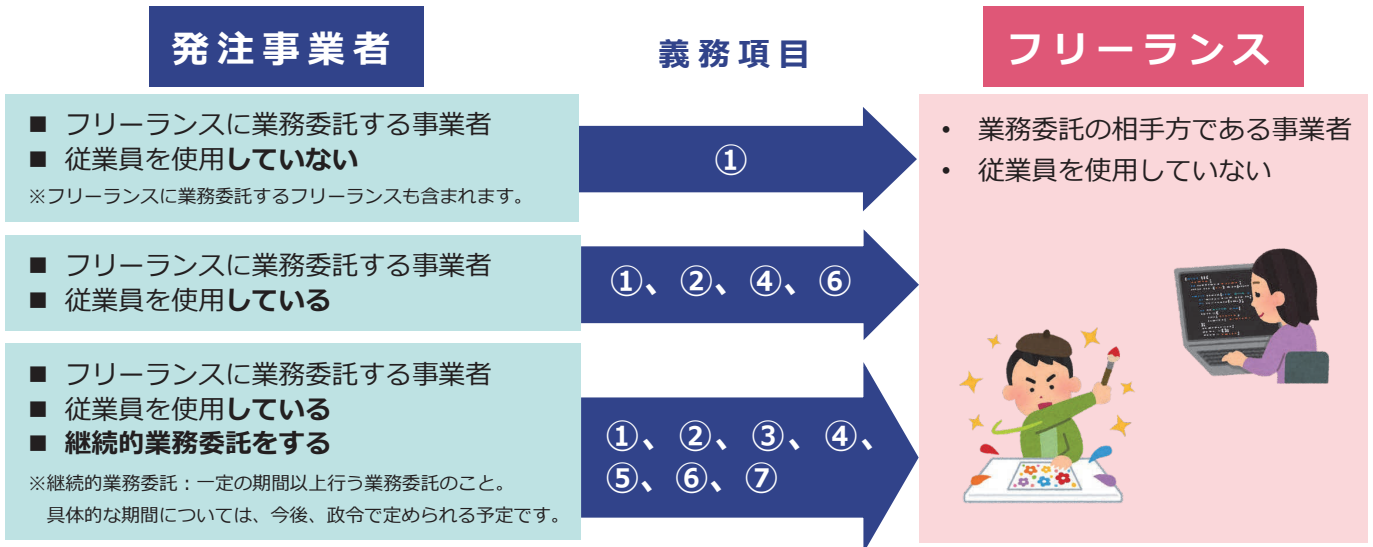 発注事業者
義務項目
フリーランス
■ フリーランスに業務委託する事業者
■ 従業員を使用していない
※フリーランスに業務委託するフリーランスも含まれます。
①
• 業務委託の相手方である事業者
• 従業員を使用していない
■ フリーランスに業務委託する事業者
■ 従業員を使用している
①、②、④、⑥
■ フリーランスに業務委託する事業者
■ 従業員を使用している
■ 継続的業務委託をする
※継続的業務委託：一定の期間以上行う業務委託のこと。
具体的な期間については、今後、政令で定められる予定です。
①、②、③、④、
⑤、⑥、⑦